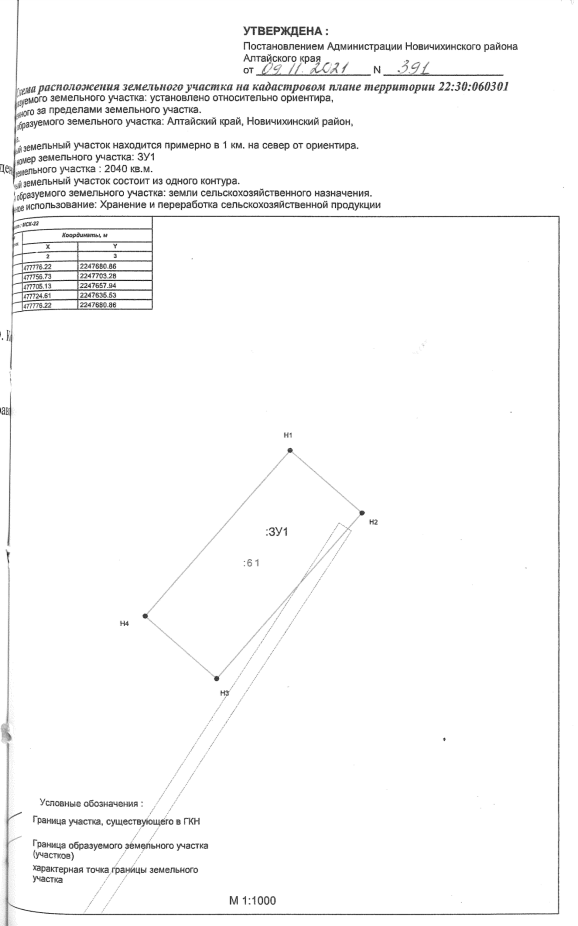 УТВЕРЖДЕНА :
Постановлением Администрации Новичихинского района
Алтайского края
от 09.11.2021 N 391
Схема расположения земельного участка на кадастровом плане территории 22:30:060301
земельного участка: установлено относительно ориентира,
за пределами земельного участка.
образуемого земельного участка: Алтайский край, Новичихинский район,
земельный участок находится примерно в 1 км. на север от ориентира.
номер земельного участка: ЗУ1
земельного участка : 2040 кв.м.
земельный участок состоит из одного контура.
образуемого земельного участка: земли сельскохозяйственного назначения.
использование: Хранение и переработка сельскохозяйственной продукции
МСК-22
Координаты, м
X Y
2 3
477776.22 2247680.86
477755.73 2247703.28
477705.13 2247657.94
477724.61 2247635.53
477776.22 2247680.86
Н1
Н2
:ЗУ1
:61
Н4
Н3
Условные обозначения :
Граница участка, существующего в ГКН
Граница образуемого земельного участка
(участков)
характерная точка границы земельного
участка
М 1:1000